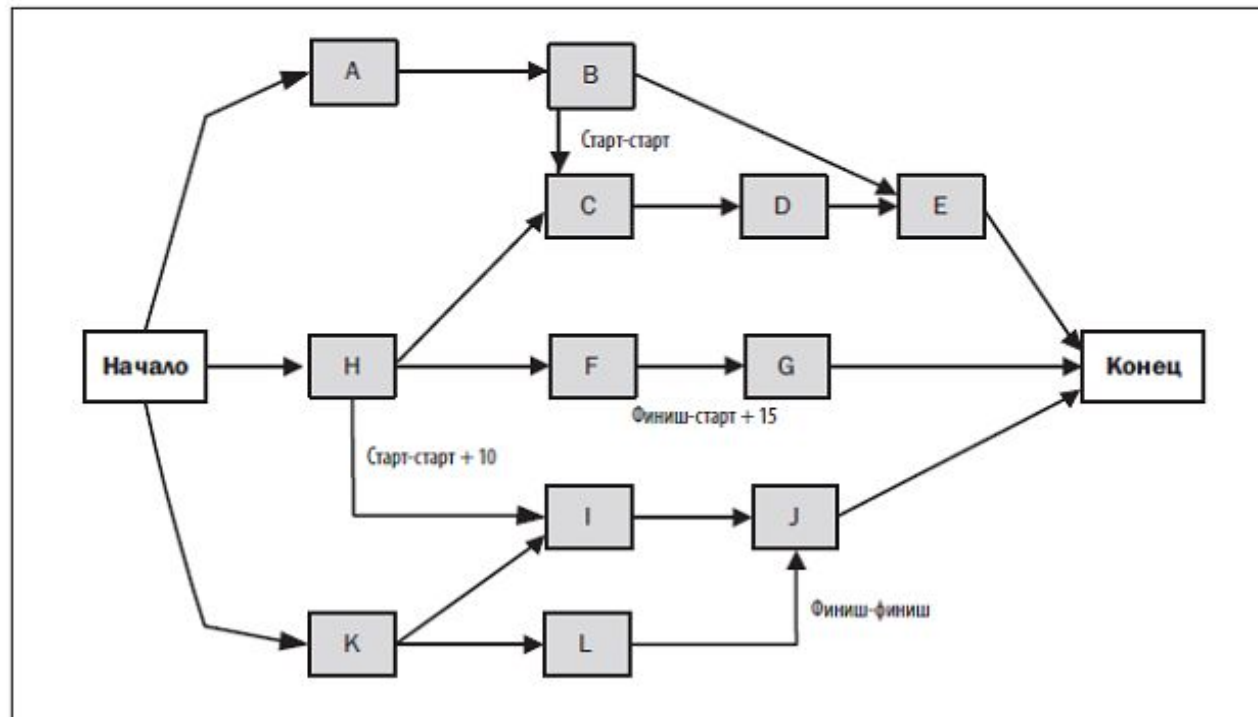 A
B
Старт-старт
C
D
E
Начало
H
F
G
Конец
Финиш-старт + 15
Старт-старт + 10
I
J
Финиш-финиш
K
L